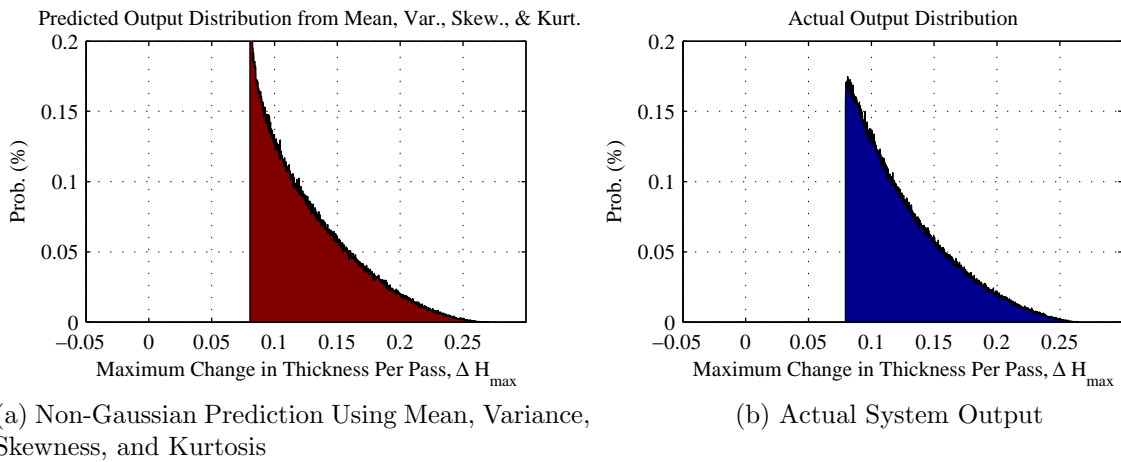 Predicted Output Distribution from Mean, Var., Skew., & Kurt.
0.2
0.15
0.1
0.05
0
Prob. (%)
−0.05 0 0.05 0.1 0.15 0.2 0.25
Maximum Change in Thickness Per Pass, Δ H_max
(a) Non-Gaussian Prediction Using Mean, Variance,
Skewness, and Kurtosis
Actual Output Distribution
0.2
0.15
0.1
0.05
0
Prob. (%)
−0.05 0 0.05 0.1 0.15 0.2 0.25
Maximum Change in Thickness Per Pass, Δ H_max
(b) Actual System Output